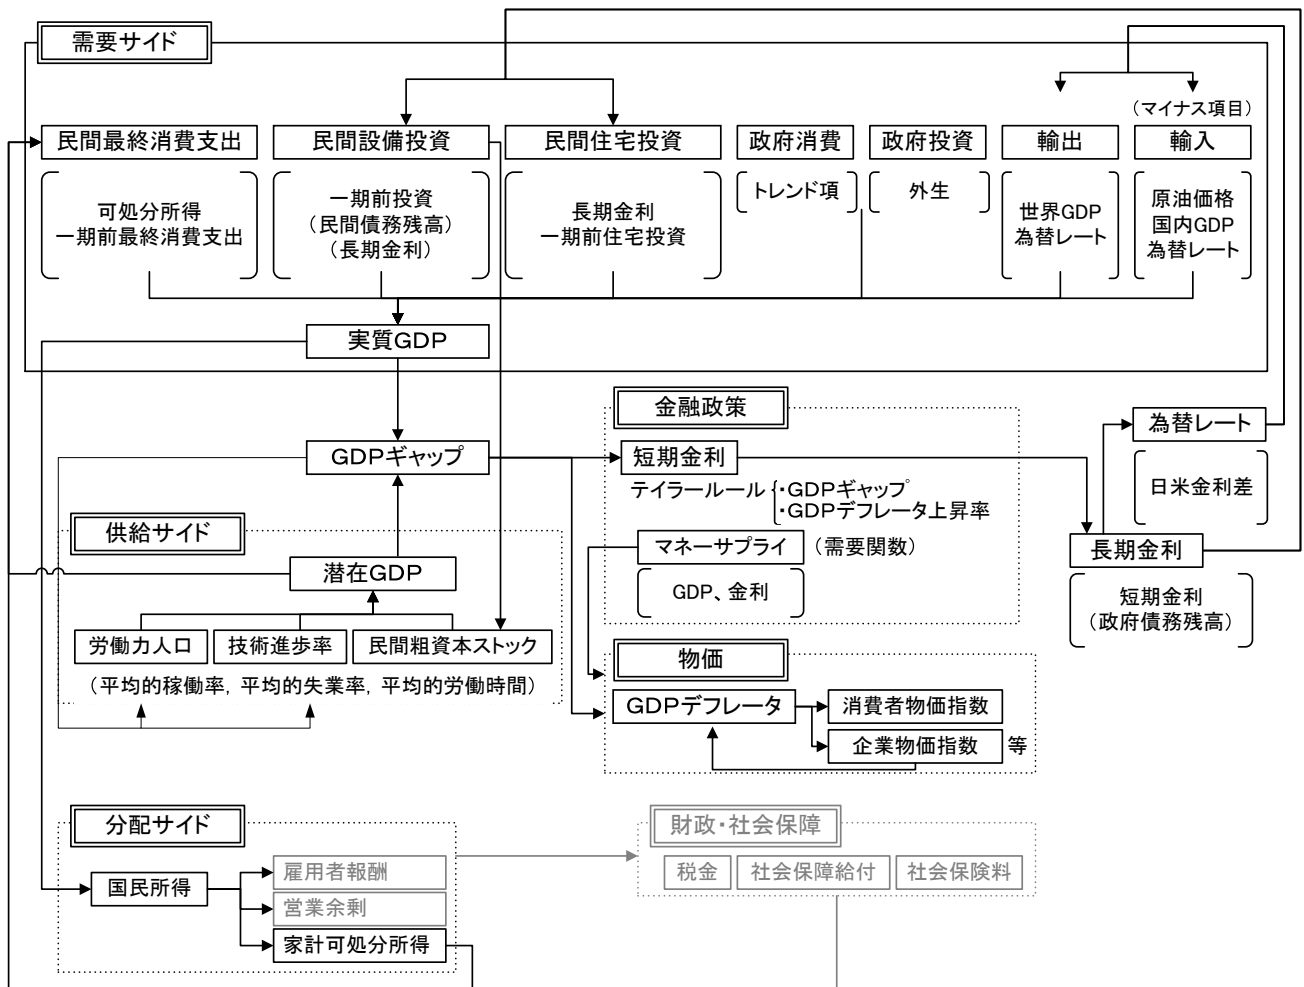 需要サイド
(マイナス項目)
民間最終消費支出
民間設備投資
民間住宅投資
政府消費
政府投資
輸出
輸入
可処分所得
一期前最終消費支出
一期前投資
(民間債務残高)
(長期金利)
長期金利
一期前住宅投資
トレンド項
外生
世界GDP
為替レート
原油価格
国内GDP
為替レート
実質GDP
金融政策
GDPギャップ
短期金利
テイラールール
・GDPギャップ
・GDPデフレータ上昇率
マネーサプライ (需要関数)
GDP、金利
為替レート
日米金利差
長期金利
短期金利
(政府債務残高)
供給サイド
潜在GDP
労働力人口
技術進歩率
民間粗資本ストック
(平均的稼働率, 平均的失業率, 平均的労働時間)
物価
GDPデフレータ
消費者物価指数
企業物価指数 等
分配サイド
国民所得
雇用者報酬
営業余剰
家計可処分所得
財政・社会保障
税金
社会保障給付
社会保険料